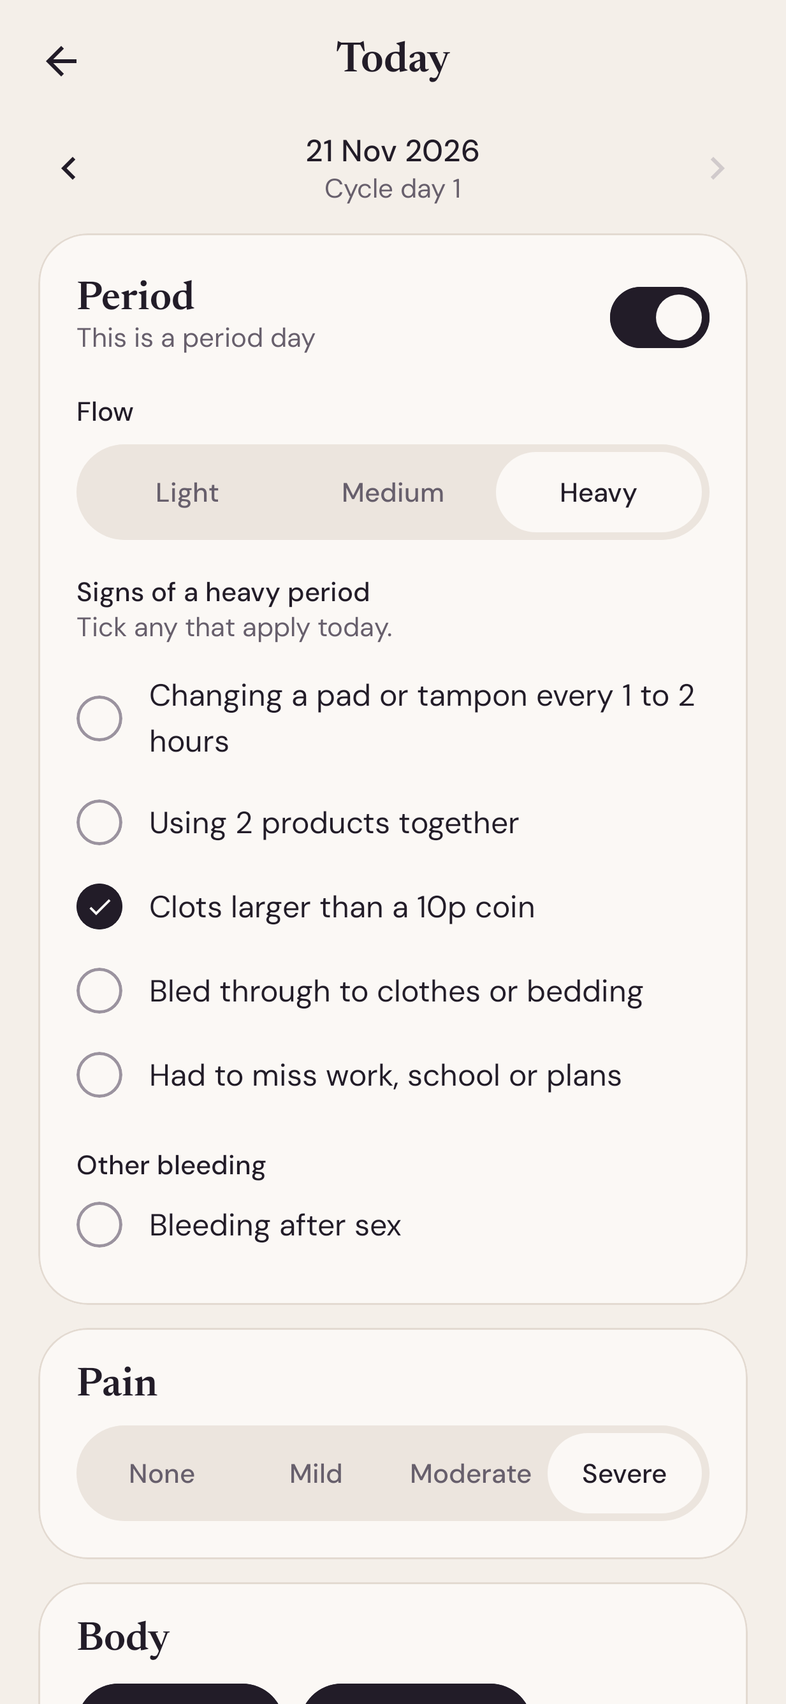 Today
21 Nov 2026
Cycle day 1
Period
This is a period day
Flow
Light Medium Heavy
Signs of a heavy period
Tick any that apply today.
Changing a pad or tampon every 1 to 2
hours
Using 2 products together
Clots larger than a 10p coin
Bled through to clothes or bedding
Had to miss work, school or plans
Other bleeding
Bleeding after sex
Pain
None Mild Moderate Severe
Body